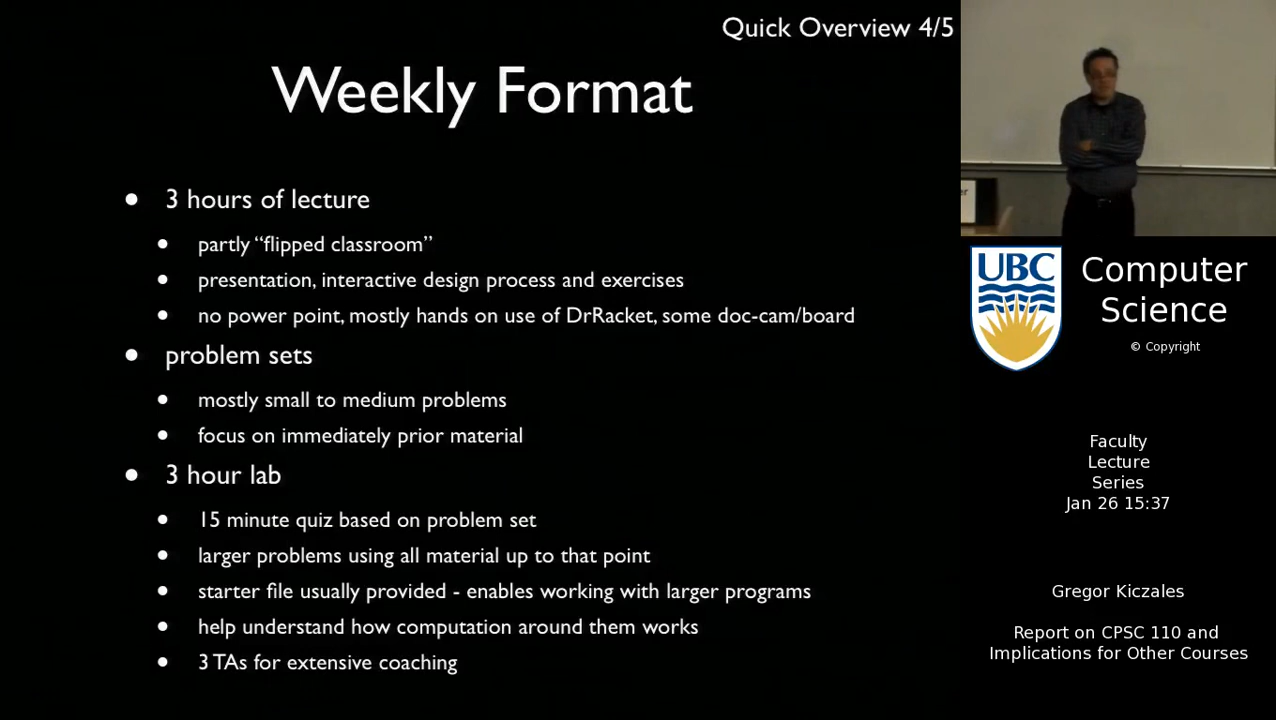 Quick Overview 4/5
Weekly Format
• 3 hours of lecture
• partly “flipped classroom”
• presentation, interactive design process and exercises
• no power point, mostly hands on use of DrRacket, some doc-cam/board
• problem sets
• mostly small to medium problems
• focus on immediately prior material
• 3 hour lab
• 15 minute quiz based on problem set
• larger problems using all material up to that point
• starter file usually provided - enables working with larger programs
• help understand how computation around them works
• 3 TAs for extensive coaching
UBC
Computer
Science
© Copyright
Faculty
Lecture
Series
Jan 26 15:37
Gregor Kiczales
Report on CPSC 110 and
Implications for Other Courses